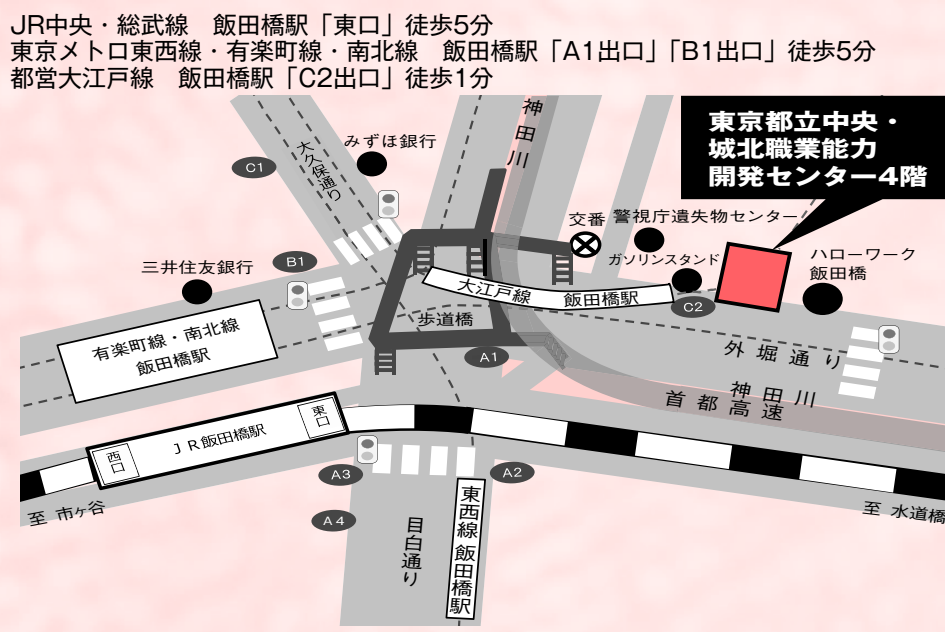 JR中央・総武線　飯田橋駅「東口」徒歩5分
東京メトロ東西線・有楽町線・南北線　飯田橋駅「A1出口」「B1出口」徒歩5分
都営大江戸線　飯田橋駅「C2出口」徒歩1分
東京都立中央・
城北職業能力
開発センター4階
神田川
大久保通り
みずほ銀行
C1
交番
警視庁遺失物センター
ガソリンスタンド
ハローワーク
飯田橋
B1
三井住友銀行
大江戸線　飯田橋駅
C2
歩道橋
有楽町線・南北線
飯田橋駅
A1
外堀通り
神田川
首都高速
東口
JR飯田橋駅
西口
A3
A2
A4
至 市ヶ谷
目白通り
東西線 飯田橋駅
至 水道橋